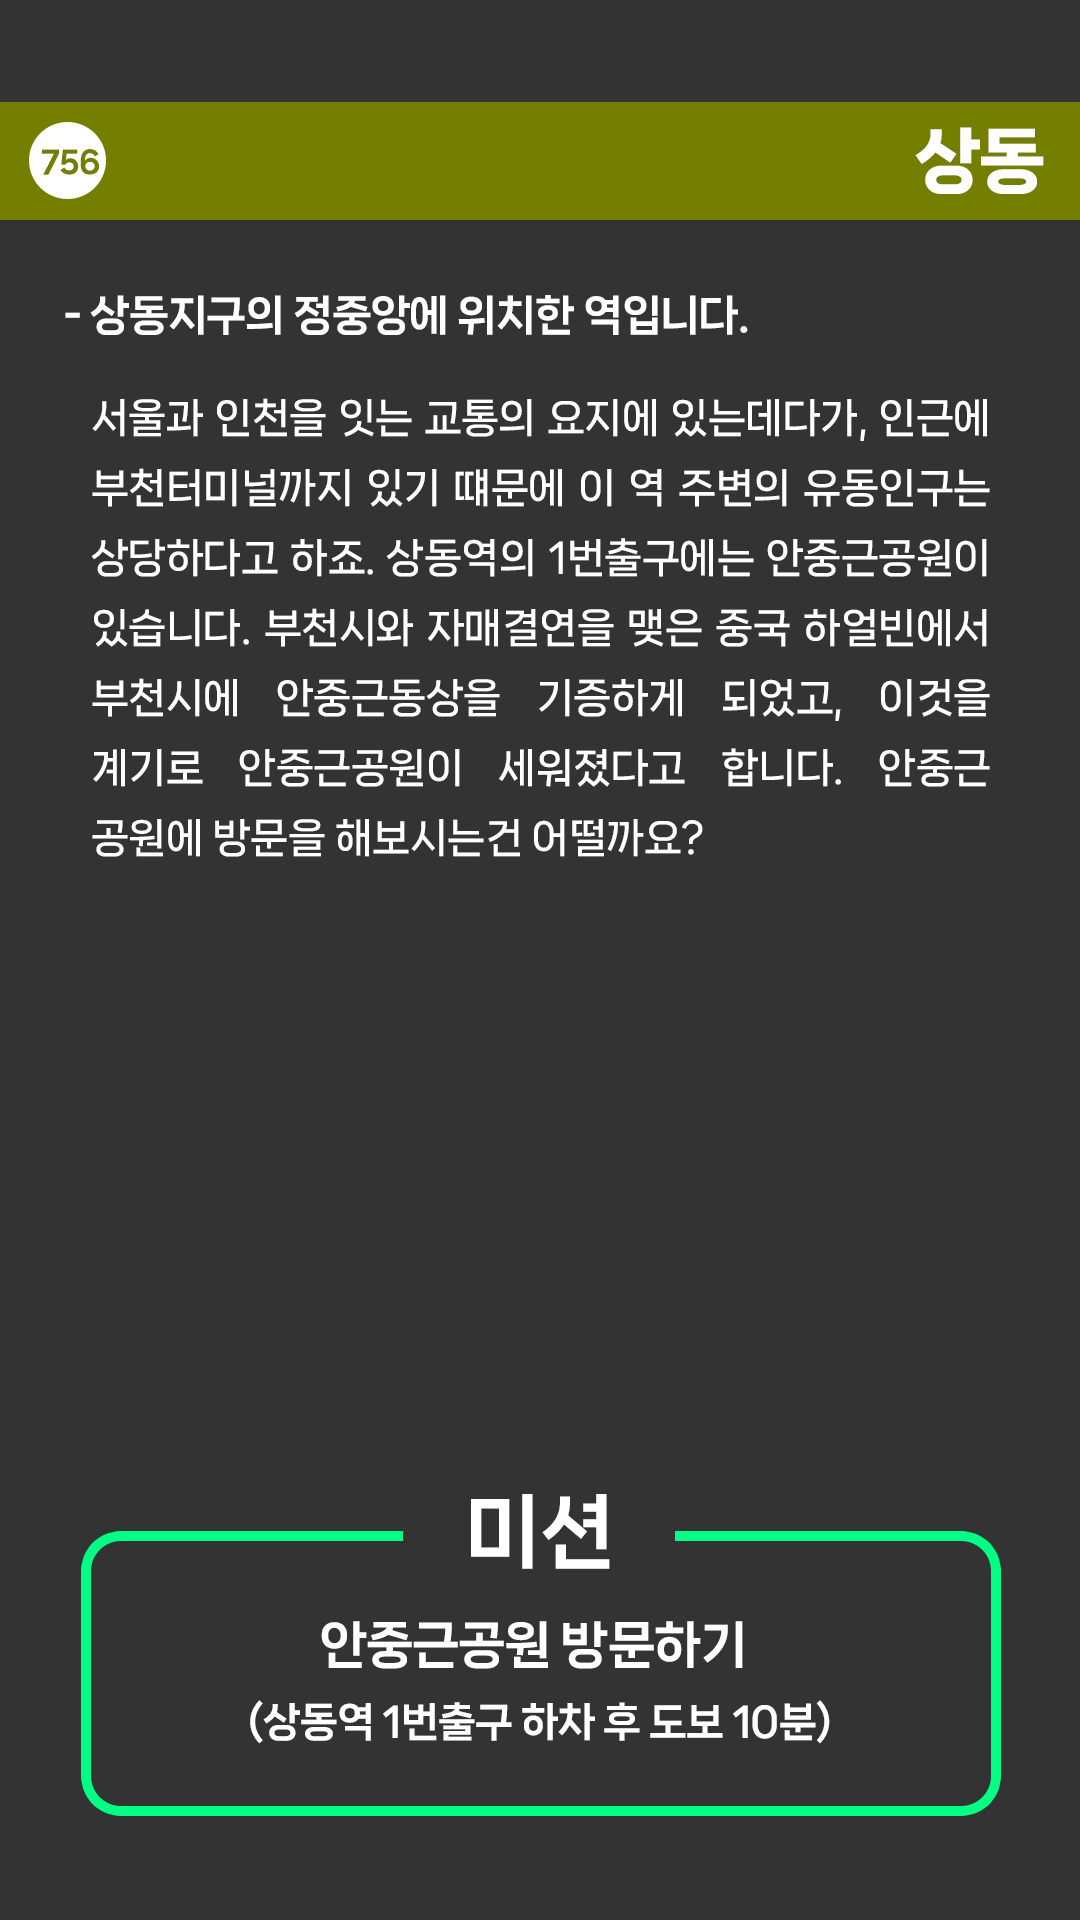 756
상동
- 상동지구의 정중앙에 위치한 역입니다.
서울과 인천을 잇는 교통의 요지에 있는데다가, 인근에
부천터미널까지 있기 떄문에 이 역 주변의 유동인구는
상당하다고 하죠. 상동역의 1번출구에는 안중근공원이
있습니다. 부천시와 자매결연을 맺은 중국 하얼빈에서
부천시에 안중근동상을 기증하게 되었고, 이것을
계기로 안중근공원이 세워졌다고 합니다. 안중근
공원에 방문을 해보시는건 어떨까요?
미션
안중근공원 방문하기
(상동역 1번출구 하차 후 도보 10분)